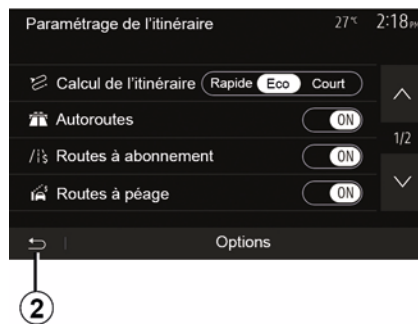 Paramétrage de l'itinéraire 27°C 2:18PM
Calcul de l'itinéraire Rapide Eco Court
Autoroutes ON
1/2
Routes à abonnement ON
Routes à péage ON
Options
2